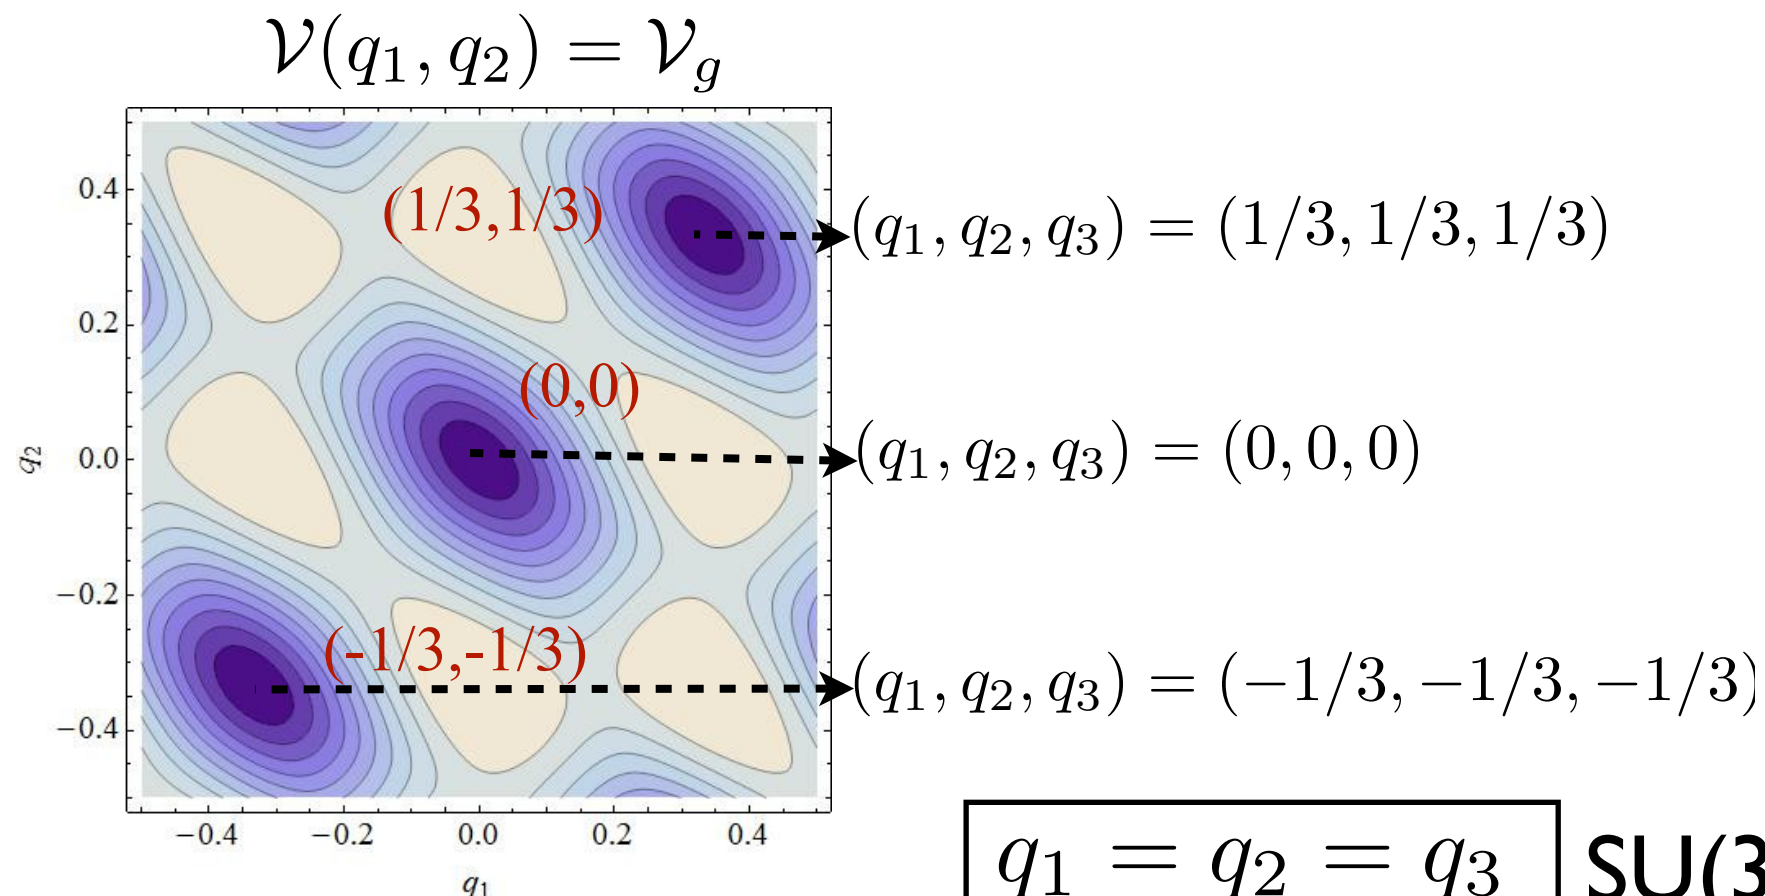 𝒱(q₁, q₂) = 𝒱_g
0.4
(1/3,1/3)
(q₁, q₂, q₃) = (1/3, 1/3, 1/3)
0.2
(0,0)
q₂
0.0
(q₁, q₂, q₃) = (0, 0, 0)
−0.2
(-1/3,-1/3)
(q₁, q₂, q₃) = (−1/3, −1/3, −1/3)
−0.4
−0.4 −0.2 0.0 0.2 0.4
q₁
q₁ = q₂ = q₃ SU(3